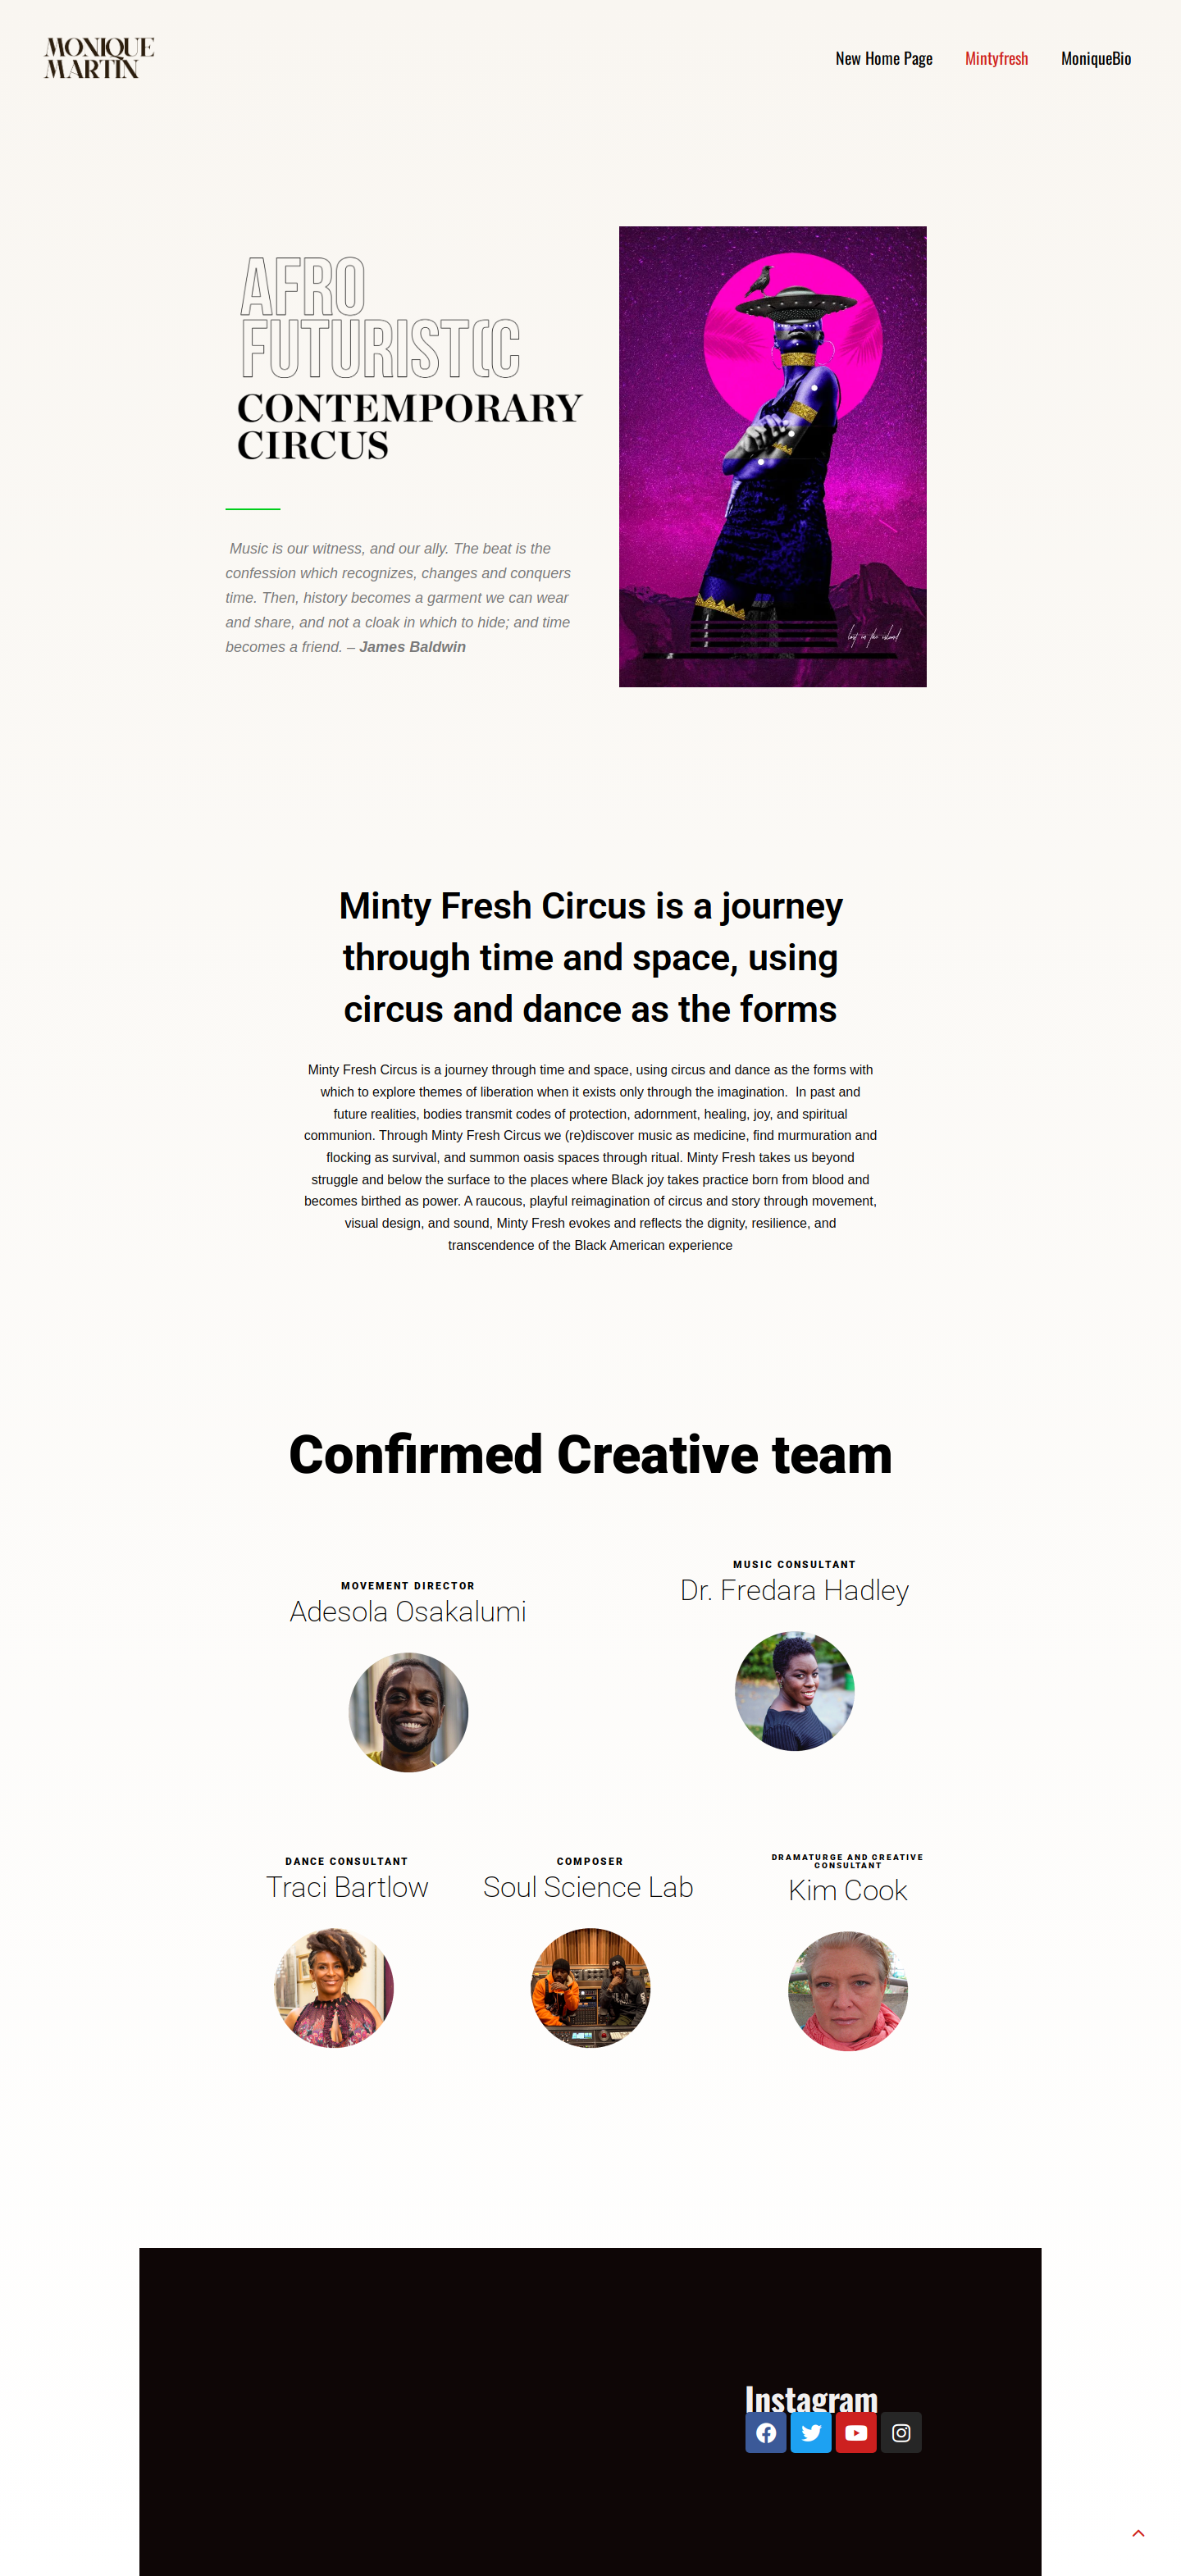 MONIQUE
MARTIN
New Home Page
Mintyfresh
MoniqueBio
AFRO
FUTURIST(C
CONTEMPORARY
CIRCUS
Music is our witness, and our ally. The beat is the
confession which recognizes, changes and conquers
time. Then, history becomes a garment we can wear
and share, and not a cloak in which to hide; and time
becomes a friend. – James Baldwin
lost in the island
Minty Fresh Circus is a journey
through time and space, using
circus and dance as the forms
Minty Fresh Circus is a journey through time and space, using circus and dance as the forms with
which to explore themes of liberation when it exists only through the imagination.  In past and
future realities, bodies transmit codes of protection, adornment, healing, joy, and spiritual
communion. Through Minty Fresh Circus we (re)discover music as medicine, find murmuration and
flocking as survival, and summon oasis spaces through ritual. Minty Fresh takes us beyond
struggle and below the surface to the places where Black joy takes practice born from blood and
becomes birthed as power. A raucous, playful reimagination of circus and story through movement,
visual design, and sound, Minty Fresh evokes and reflects the dignity, resilience, and
transcendence of the Black American experience
Confirmed Creative team
MOVEMENT DIRECTOR
Adesola Osakalumi
MUSIC CONSULTANT
Dr. Fredara Hadley
DANCE CONSULTANT
Traci Bartlow
COMPOSER
Soul Science Lab
DRAMATURGE AND CREATIVE
CONSULTANT
Kim Cook
Instagram